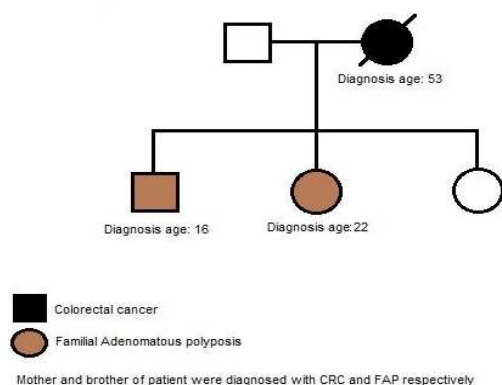 Diagnosis age: 53
Diagnosis age: 16
Diagnosis age:22
Colorectal cancer
Familial Adenomatous polyposis
Mother and brother of patient were diagnosed with CRC and FAP respectively